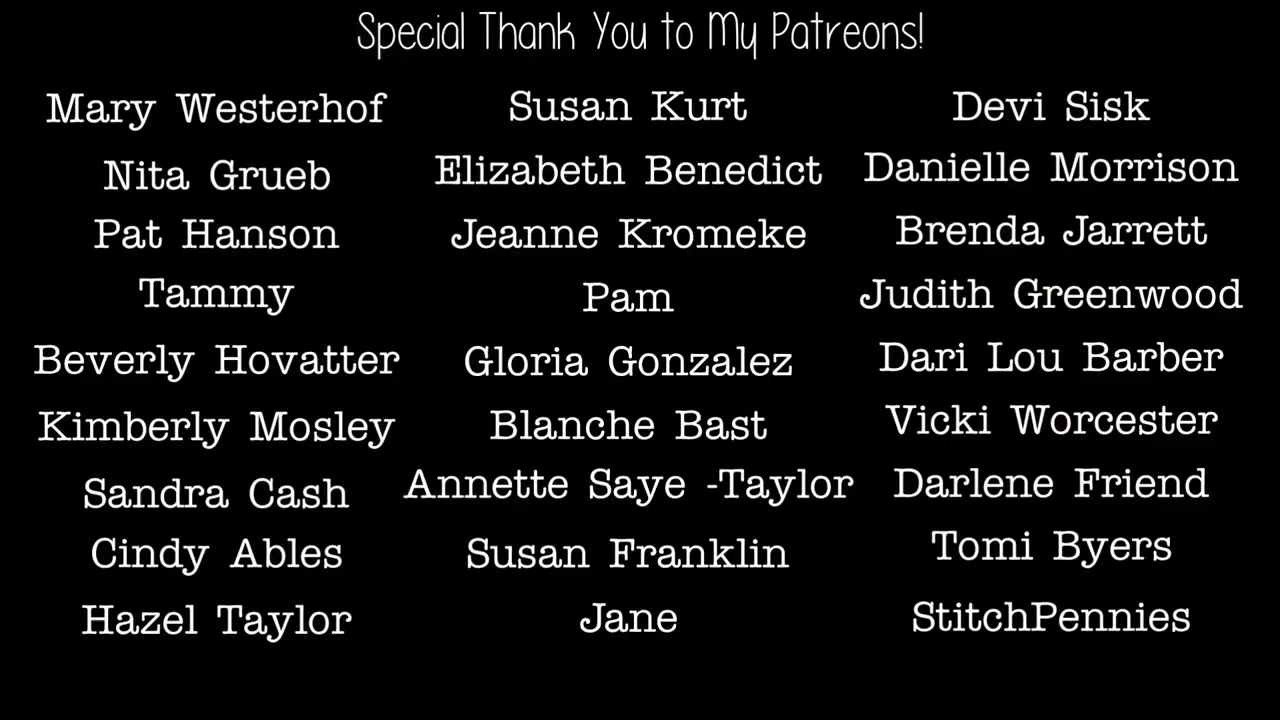 Special Thank You to My Patreons!
Mary Westerhof
Nita Grueb
Pat Hanson
Tammy
Beverly Hovatter
Kimberly Mosley
Sandra Cash
Cindy Ables
Hazel Taylor
Susan Kurt
Elizabeth Benedict
Jeanne Kromeke
Pam
Gloria Gonzalez
Blanche Bast
Annette Saye -Taylor
Susan Franklin
Jane
Devi Sisk
Danielle Morrison
Brenda Jarrett
Judith Greenwood
Dari Lou Barber
Vicki Worcester
Darlene Friend
Tomi Byers
StitchPennies